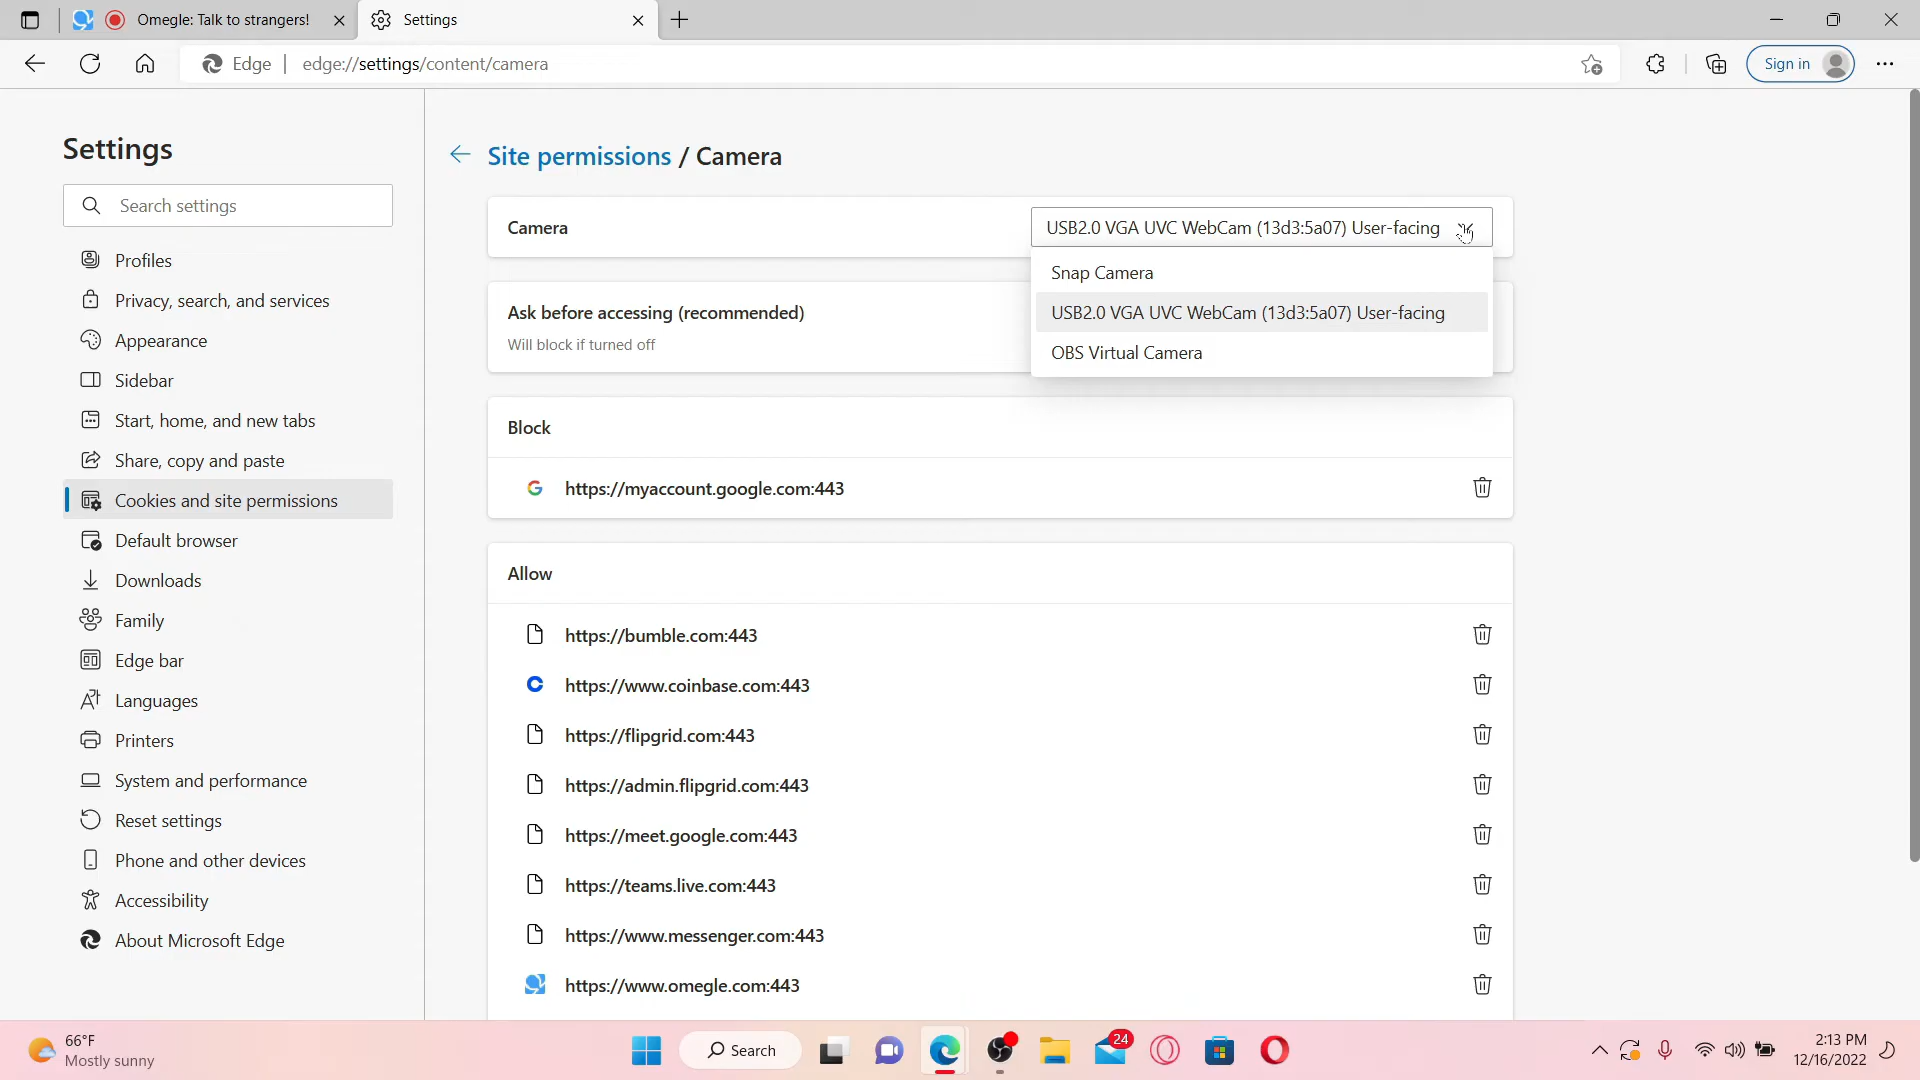 Omegle: Talk to strangers!
Settings
Edge
edge://settings/content/camera
Sign in
Settings
Search settings
Profiles
Privacy, search, and services
Appearance
Sidebar
Start, home, and new tabs
Share, copy and paste
Cookies and site permissions
Default browser
Downloads
Family
Edge bar
Languages
Printers
System and performance
Reset settings
Phone and other devices
Accessibility
About Microsoft Edge
Site permissions / Camera
Camera
USB2.0 VGA UVC WebCam (13d3:5a07) User-facing
Snap Camera
USB2.0 VGA UVC WebCam (13d3:5a07) User-facing
OBS Virtual Camera
Ask before accessing (recommended)
Will block if turned off
Block
https://myaccount.google.com:443
Allow
https://bumble.com:443
https://www.coinbase.com:443
https://flipgrid.com:443
https://admin.flipgrid.com:443
https://meet.google.com:443
https://teams.live.com:443
https://www.messenger.com:443
https://www.omegle.com:443
66°F
Mostly sunny
Search
24
2:13 PM
12/16/2022